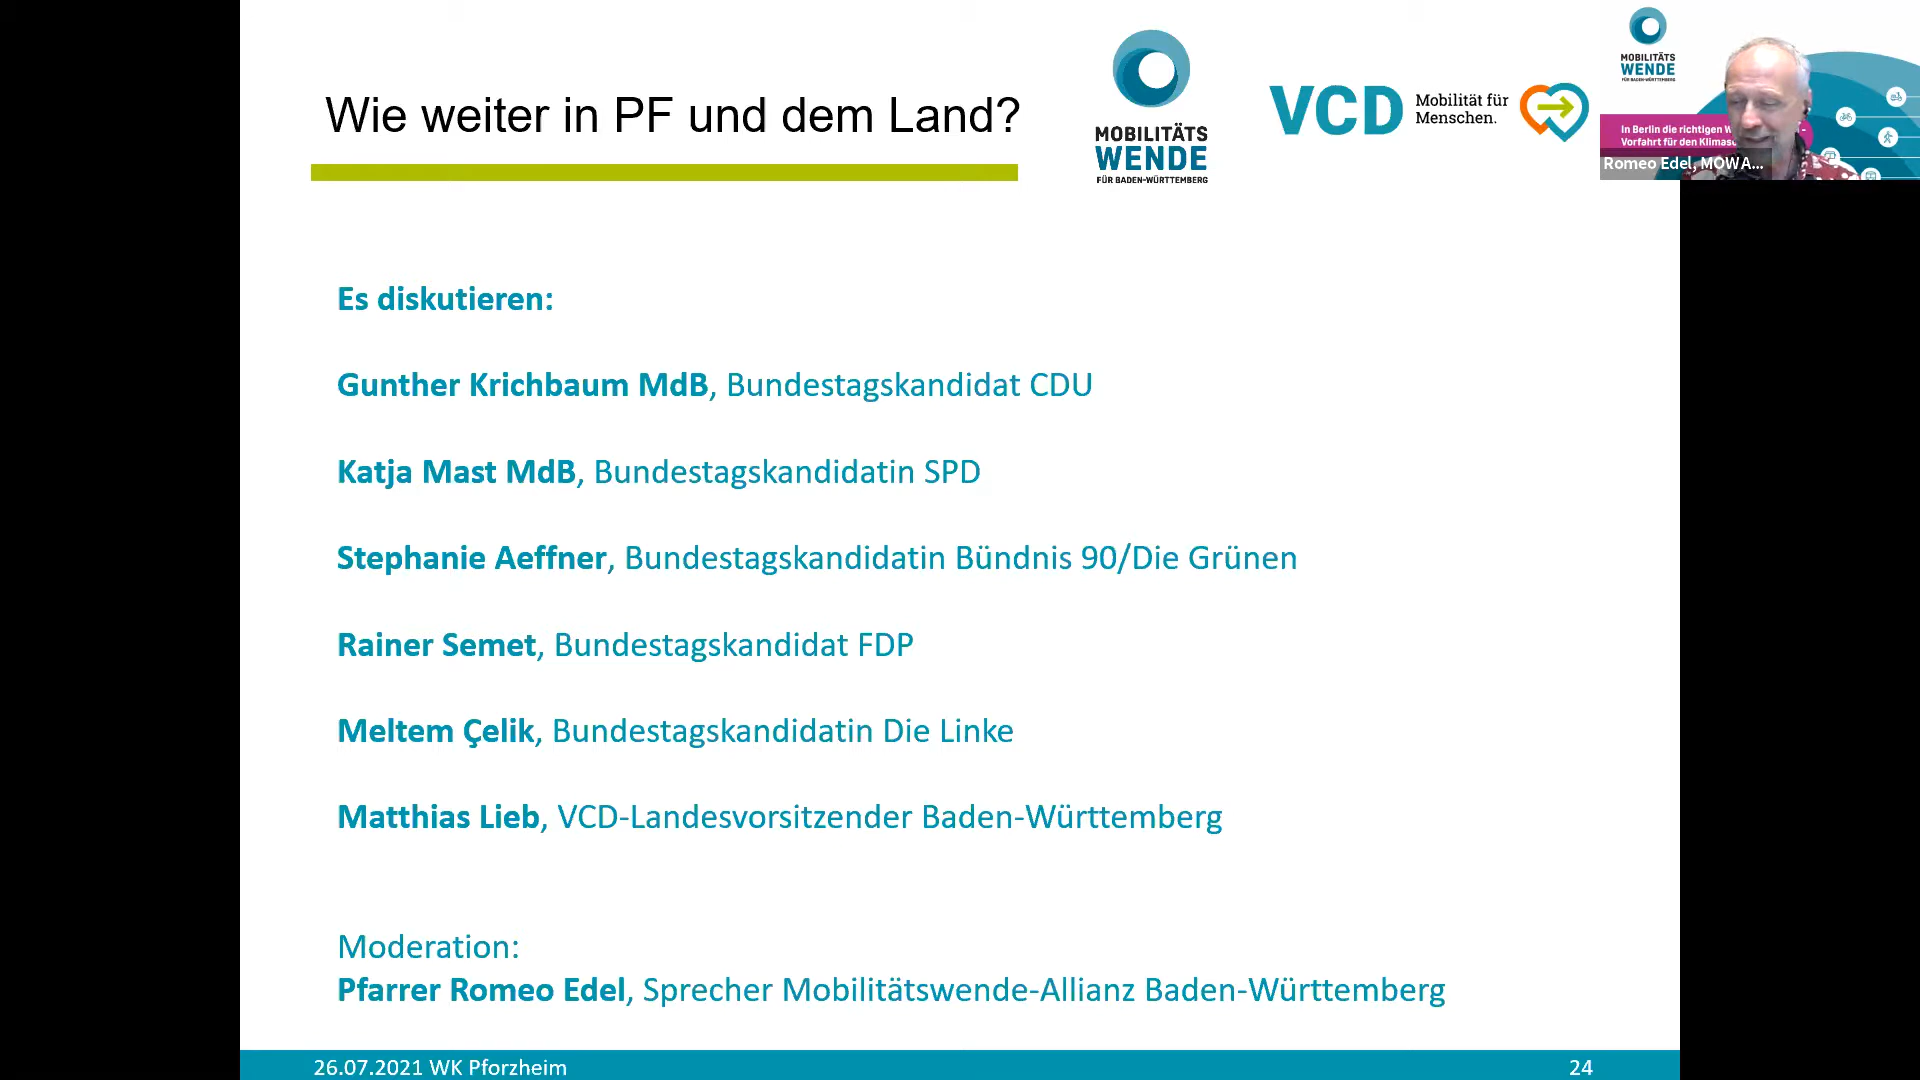 Wie weiter in PF und dem Land?
MOBILITÄTS
WENDE
FÜR BADEN-WÜRTTEMBERG
VCD
Mobilität für
Menschen.
MOBILITÄTS
WENDE
FÜR BADEN-WÜRTTEMBERG
In Berlin die richtigen
Vorfahrt für den
Romeo Edel, MOWA...
Es diskutieren:
Gunther Krichbaum MdB, Bundestagskandidat CDU
Katja Mast MdB, Bundestagskandidatin SPD
Stephanie Aeffner, Bundestagskandidatin Bündnis 90/Die Grünen
Rainer Semet, Bundestagskandidat FDP
Meltem Çelik, Bundestagskandidatin Die Linke
Matthias Lieb, VCD-Landesvorsitzender Baden-Württemberg
Moderation:
Pfarrer Romeo Edel, Sprecher Mobilitätswende-Allianz Baden-Württemberg
26.07.2021 WK Pforzheim
24